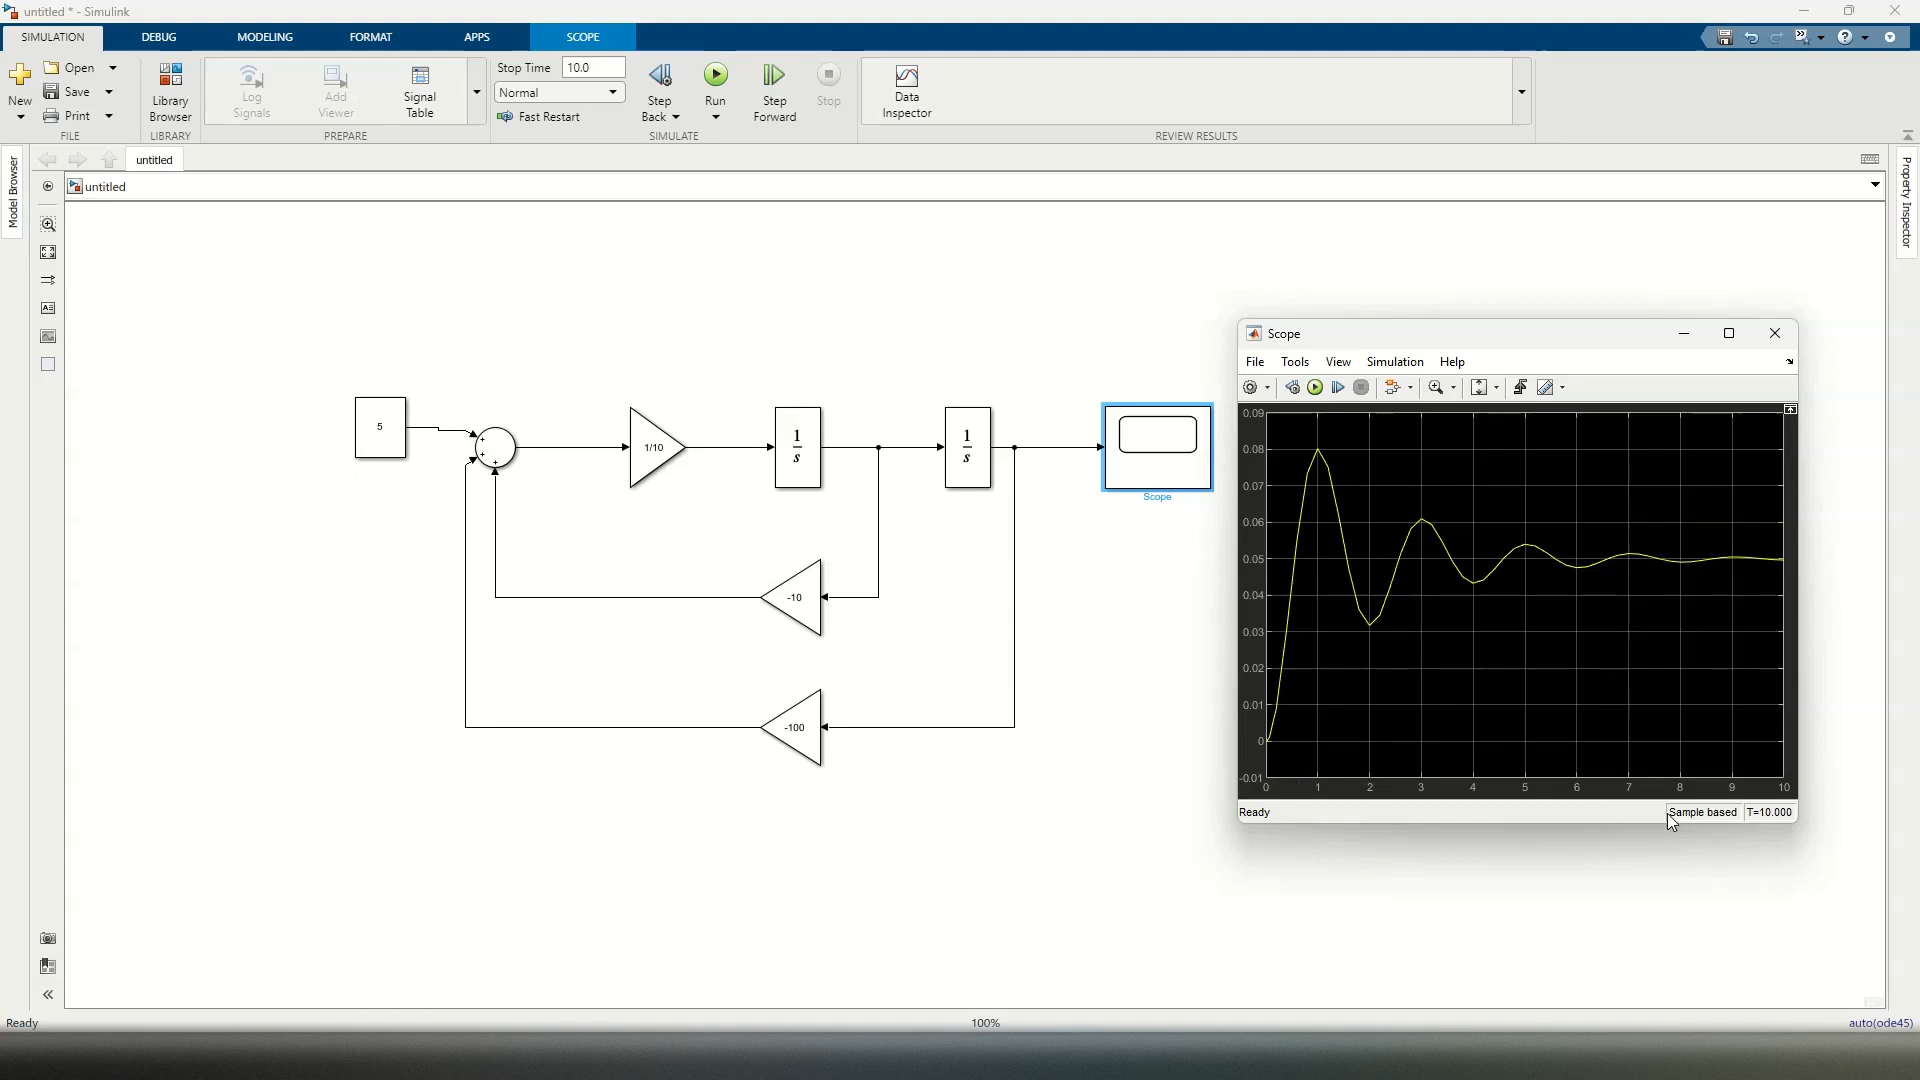 untitled * - Simulink
SIMULATION DEBUG MODELING FORMAT APPS SCOPE
New
Open
Save
Print
FILE
Library
Browser
LIBRARY
Log
Signals
Add
Viewer
Signal
Table
PREPARE
Stop Time 10.0
Normal
Fast Restart
Step
Back
Run
Step
Forward
Stop
SIMULATE
Data
Inspector
REVIEW RESULTS
Model Browser
untitled
untitled
Property Inspector
5
1/10
1
s
1
s
Scope
-10
-100
Scope
File Tools View Simulation Help
0.09
0.08
0.07
0.06
0.05
0.04
0.03
0.02
0.01
0
-0.01
0 1 2 3 4 5 6 7 8 9 10
Ready Sample based T=10.000
Ready 100% auto(ode45)